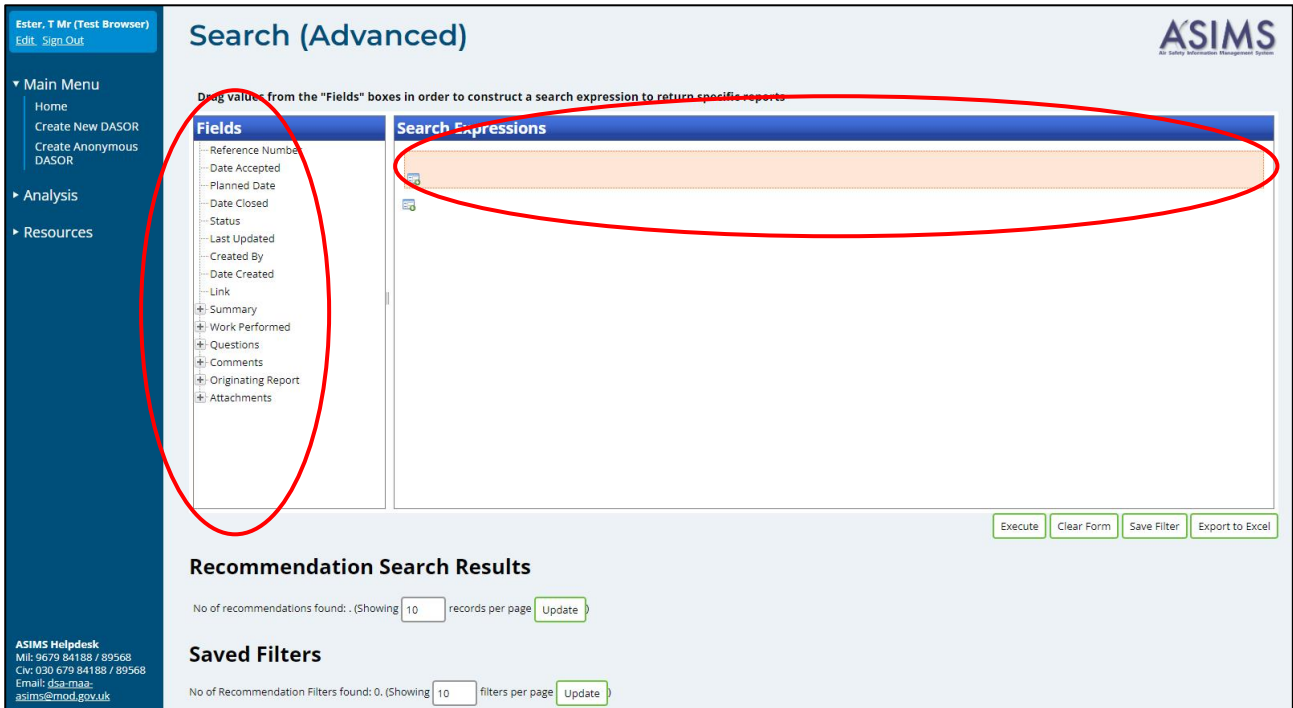 Ester, T Mr (Test Browser)
Edit Sign Out
Main Menu
Home
Create New DASOR
Create Anonymous
DASOR
Analysis
Resources
ASIMS Helpdesk
Mil: 9679 84188 / 89568
Civ: 030 679 84188 / 89568
Email: dsa-maa-
asims@mod.gov.uk
Search (Advanced)
ASIMS
Air Safety Information Management System
Drag values from the "Fields" boxes in order to construct a search expression to return specific reports
Fields
Reference Number
Date Accepted
Planned Date
Date Closed
Status
Last Updated
Created By
Date Created
Link
Summary
Work Performed
Questions
Comments
Originating Report
Attachments
Search Expressions
Execute Clear Form Save Filter Export to Excel
Recommendation Search Results
No of recommendations found: . (Showing 10 records per page Update )
Saved Filters
No of Recommendation Filters found: 0. (Showing 10 filters per page Update )